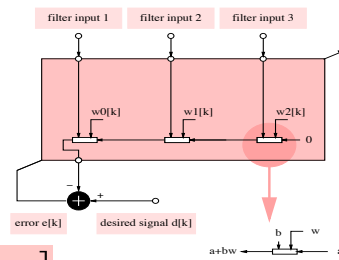 filter input 1 filter input 2 filter input 3
w0[k] w1[k] w2[k]
0
− +
error e[k] desired signal d[k]
b w
a+bw a